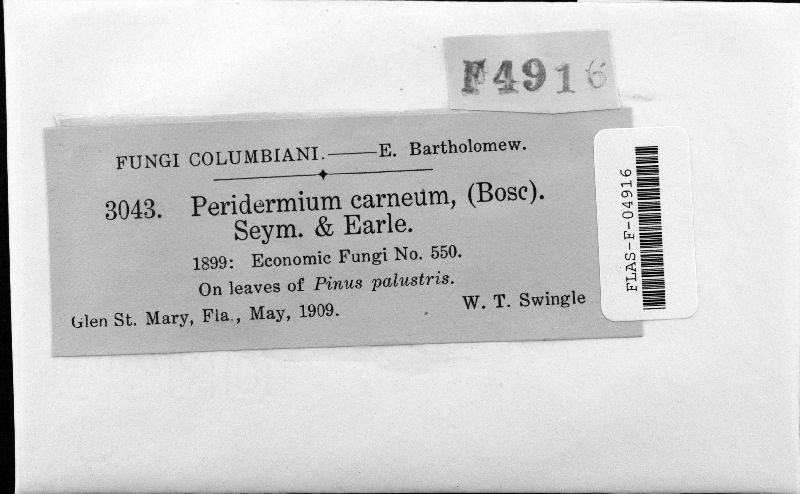 F4916
FUNGI COLUMBIANI.——E. Bartholomew.
3043. Peridermium carneum, (Bosc).
Seym. & Earle.
1899: Economic Fungi No. 550.
On leaves of Pinus palustris.
Glen St. Mary, Fla., May, 1909. W. T. Swingle
FLAS-F-04916